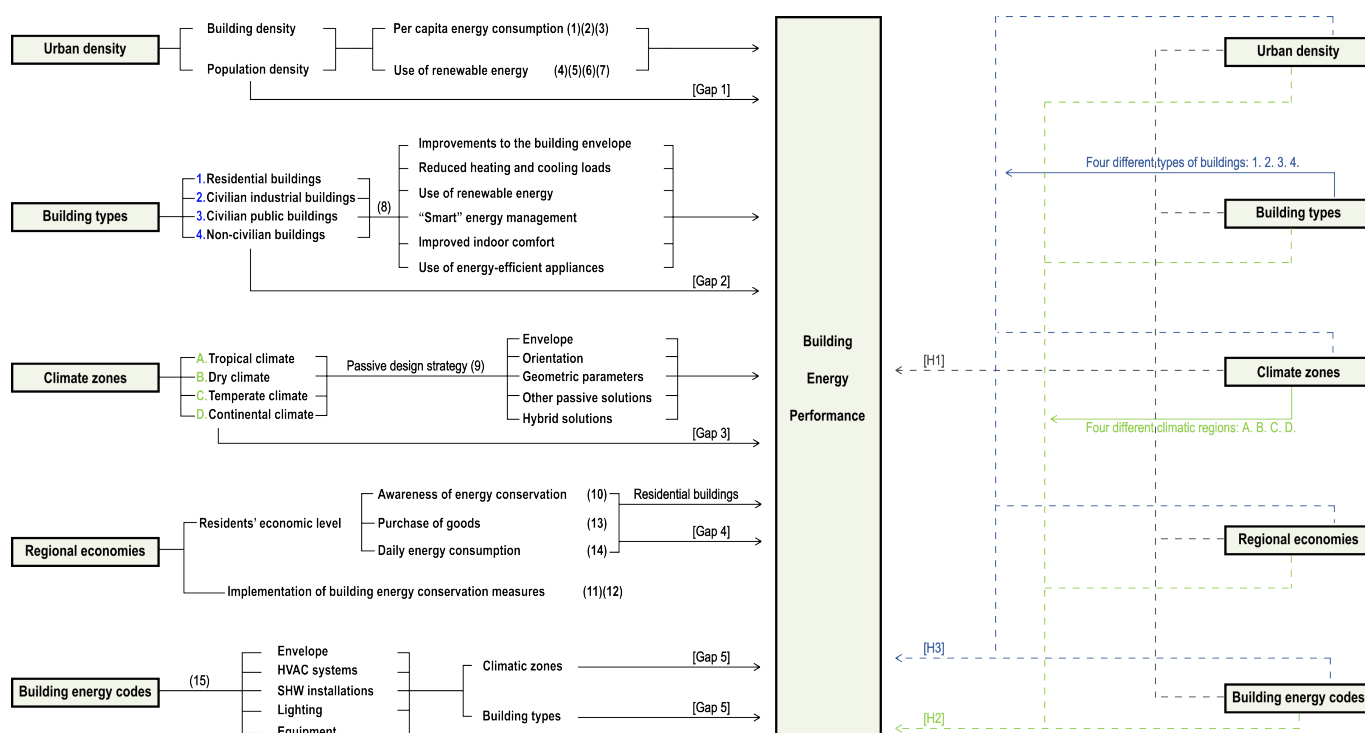 Urban density
Building density
Population density
Per capita energy consumption (1)(2)(3)
Use of renewable energy (4)(5)(6)(7)
[Gap 1]
Building types
1.Residential buildings
2.Civilian industrial buildings
3.Civilian public buildings
4.Non-civilian buildings
(8)
Improvements to the building envelope
Reduced heating and cooling loads
Use of renewable energy
“Smart” energy management
Improved indoor comfort
Use of energy-efficient appliances
[Gap 2]
Climate zones
A.Tropical climate
B.Dry climate
C.Temperate climate
D.Continental climate
Passive design strategy (9)
Envelope
Orientation
Geometric parameters
Other passive solutions
Hybrid solutions
[Gap 3]
Regional economies
Residents’ economic level
Awareness of energy conservation (10)
Purchase of goods (13)
Daily energy consumption (14)
Residential buildings
[Gap 4]
Implementation of building energy conservation measures (11)(12)
Building energy codes
(15)
Envelope
HVAC systems
SHW installations
Lighting
Equipment
Climatic zones
[Gap 5]
Building types
[Gap 5]
Building
Energy
Performance
Urban density
Four different types of buildings: 1. 2. 3. 4.
Building types
[H1]
Climate zones
Four different climatic regions: A. B. C. D.
Regional economies
[H3]
Building energy codes
[H2]